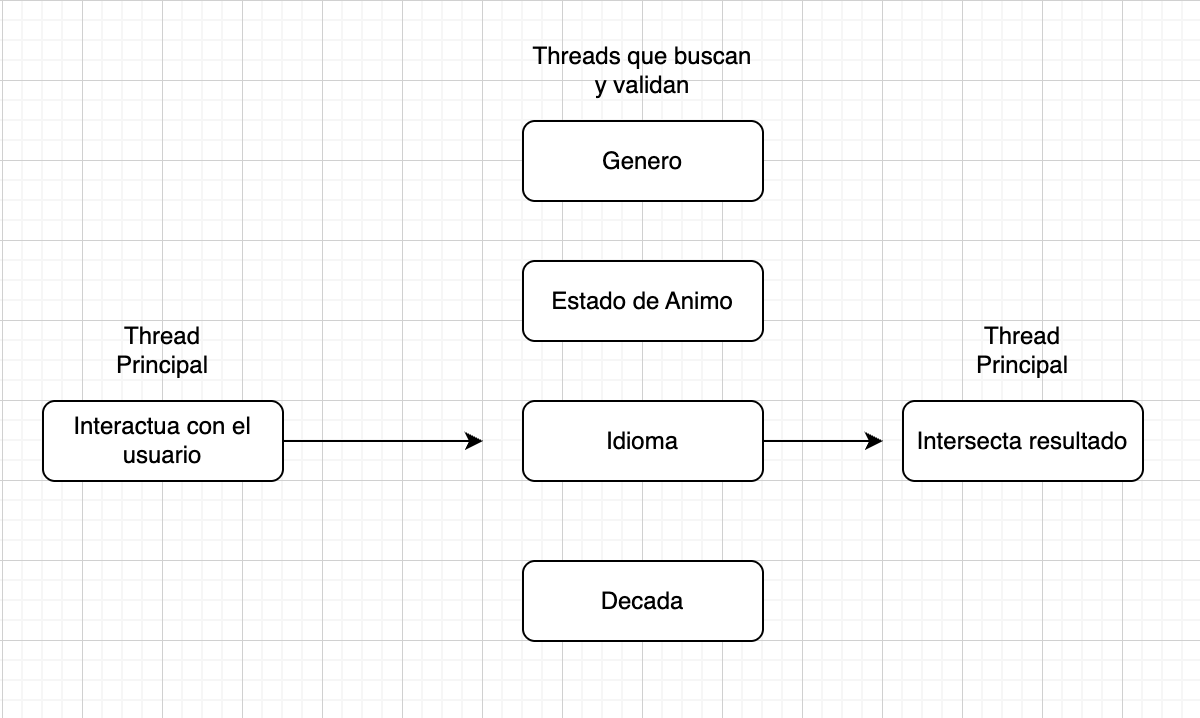 Threads que buscan
y validan
Genero
Estado de Animo
Thread
Principal
Interactua con el
usuario
Idioma
Thread
Principal
Intersecta resultado
Decada